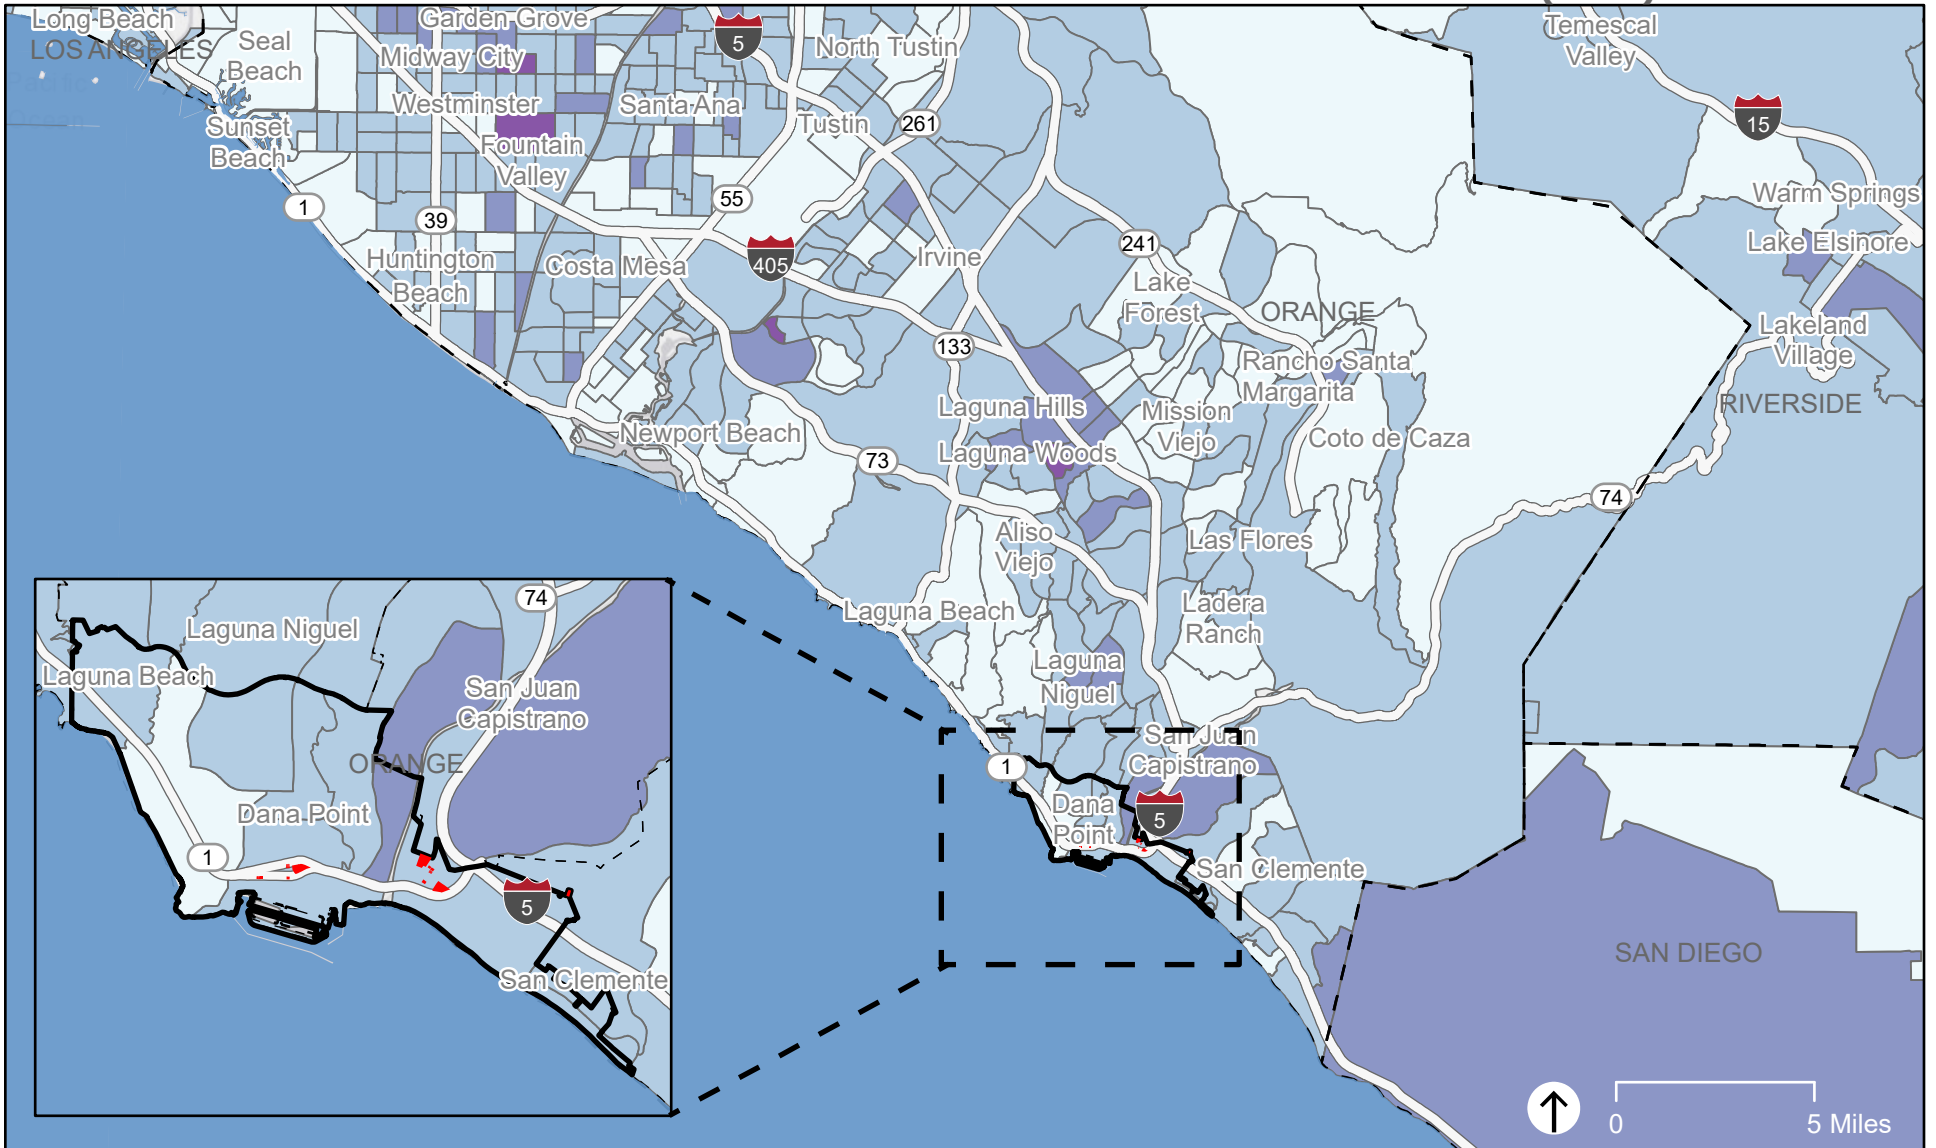 Long Beach
LOS ANGELES
Pacific
Ocean
Seal
Beach
Sunset
Beach
Garden Grove
Midway City
Westminster
Fountain
Valley
Santa Ana
North Tustin
Tustin
5
261
55
1
39
405
Huntington
Beach
Costa Mesa
Irvine
241
Lake
Forest
ORANGE
Temescal
Valley
15
Warm Springs
Lake Elsinore
Lakeland
Village
RIVERSIDE
133
Rancho Santa
Margarita
Laguna Hills
Mission
Viejo
Newport Beach
Laguna Woods
Coto de Caza
73
74
Aliso
Viejo
Las Flores
Laguna Beach
Ladera
Ranch
Laguna
Niguel
San Juan
Capistrano
1
Dana
Point
5
San Clemente
SAN DIEGO
74
Laguna Niguel
Laguna Beach
San Juan
Capistrano
ORANGE
Dana Point
1
5
San Clemente
0
5 Miles